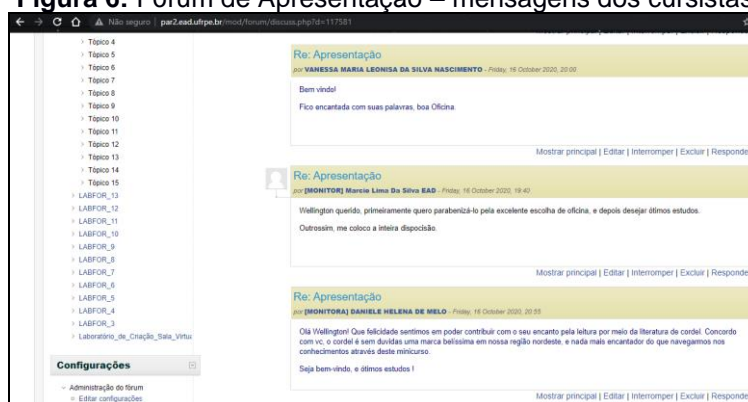 Figura 6: Fórum de Apresentação – mensagens dos cursistas
Não seguro | par2.ead.ufrpe.br/mod/forum/discuss.php?d=117581
Tópico 4
Tópico 5
Tópico 6
Tópico 7
Tópico 8
Tópico 9
Tópico 10
Tópico 11
Tópico 12
Tópico 13
Tópico 14
Tópico 15
LABFOR_13
LABFOR_12
LABFOR_11
LABFOR_10
LABFOR_9
LABFOR_8
LABFOR_7
LABFOR_6
LABFOR_5
LABFOR_4
LABFOR_3
Laboratório_de_Criação_Sala_Virtua
Configurações
Administração do fórum
Editar configurações
Re: Apresentação
por VANESSA MARIA LEONISA DA SILVA NASCIMENTO - Friday, 16 October 2020, 20:00
Bem vindo!
Fico encantada com suas palavras, boa Oficina.
Mostrar principal | Editar | Interromper | Excluir | Responde
Re: Apresentação
por [MONITOR] Marcio Lima Da Silva EAD - Friday, 16 October 2020, 19:40
Wellington querido, primeiramente quero parabenizá-lo pela excelente escolha de oficina, e depois desejar ótimos estudos.
Outrossim, me coloco a inteira dispocisão.
Mostrar principal | Editar | Interromper | Excluir | Responde
Re: Apresentação
por [MONITORA] DANIELE HELENA DE MELO - Friday, 16 October 2020, 20:55
Olá Wellington! Que felicidade sentimos em poder contribuir com o seu encanto pela leitura por meio da literatura de cordel. Concordo
com vc, o cordel é sem duvidas uma marca belíssima em nossa região nordeste, e nada mais encantador do que navegarmos nos
conhecimentos através deste minicurso.
Seja bem-vindo, e ótimos estudos !
Mostrar principal | Editar | Interromper | Excluir | Responde